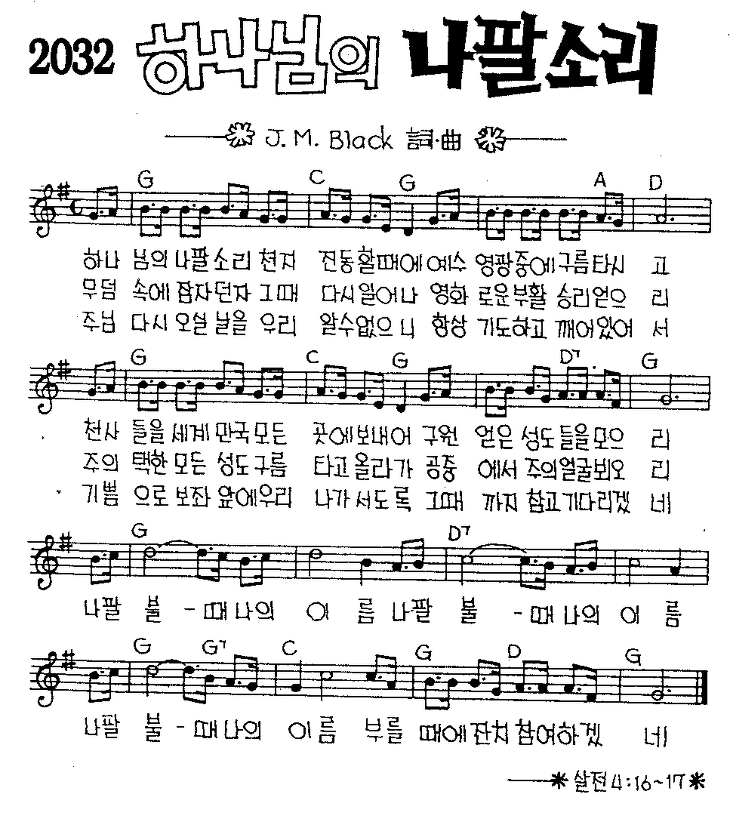 2032 하나님의 나팔소리
J. M. Black 詞·曲
G C G A D
하나 님의 나팔소리 천지 진동할때에 예수 영광중에 구름타시 고
무덤 속에 잠자던자 그때 다시일어나 영화 로운부활 승리얻으 리
주님 다시 오실 날을 우리 알수없으니 항상 기도하고 깨어있어 서
G C G D7 G
천사 들을 세계 만국모든 곳에보내어 구원 얻은 성도들을모으 리
주의 택한 모든 성도구름 타고올라가 공중 에서 주의얼굴뵈오 리
기쁨 으로 보좌 앞에우리 나가 서도록 그때 까지 참고기다리겠 네
G D7
나팔 불 - 때 나의 이 름 나팔 불 - 때 나의 이 름
G G7 C G D G
나팔 불 - 때 나의 이 름 부를 때에 잔치 참여하겠 네
살전4:16~17